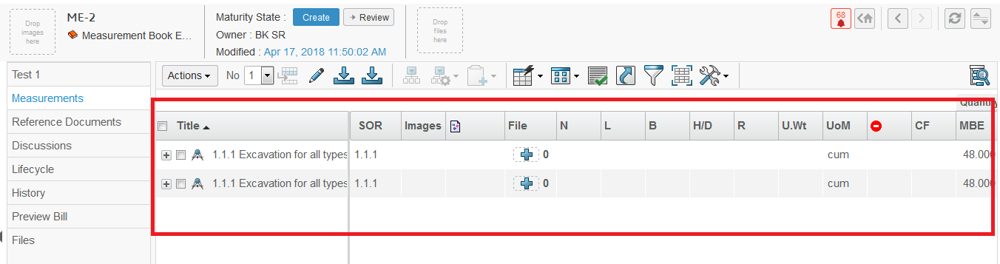 Drop
images
here
ME-2
Measurement Book E...
Maturity State : Create Review
Owner : BK SR
Modified : Apr 17, 2018 11:50:02 AM
Drop
files
here
68
Test 1
Measurements
Reference Documents
Discussions
Lifecycle
History
Preview Bill
Files
Actions No 1
Quantity
Title SOR Images File N L B H/D R U.Wt UoM CF MBE
1.1.1 Excavation for all types 1.1.1 0 cum 48.000
1.1.1 Excavation for all types 1.1.1 0 cum 48.000